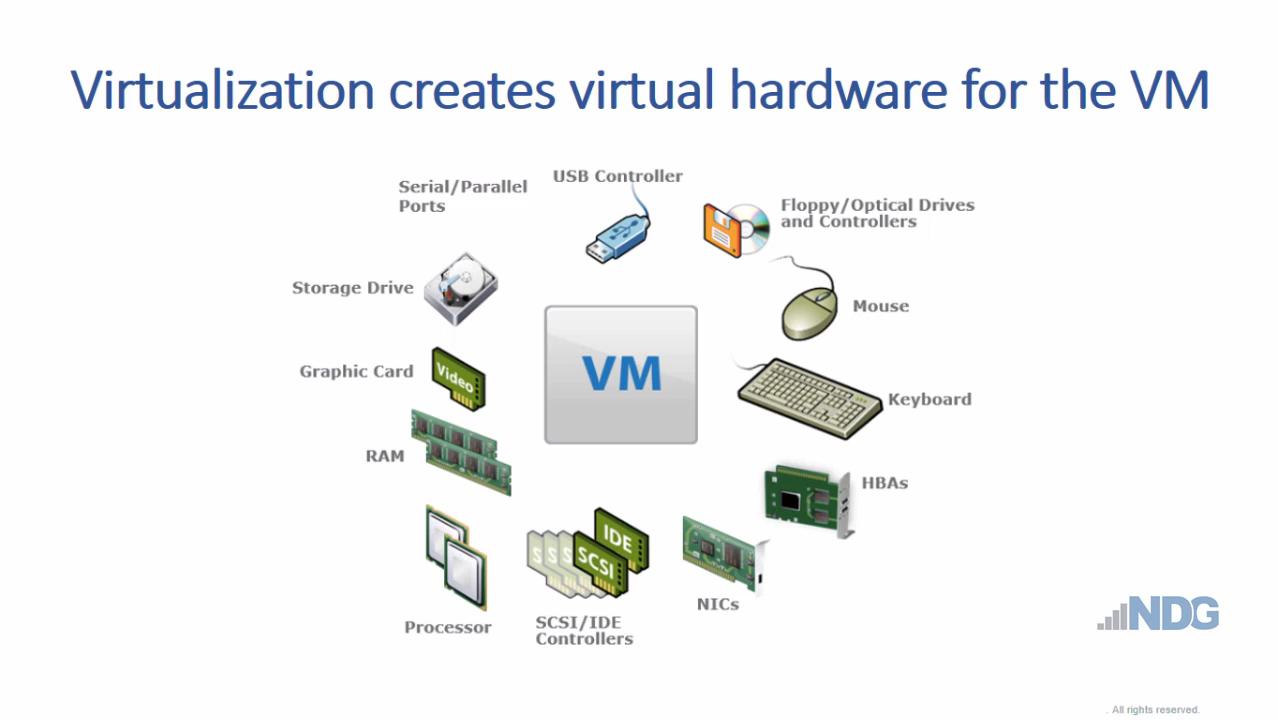 Virtualization creates virtual hardware for the VM
Serial/Parallel
Ports
USB Controller
Floppy/Optical Drives
and Controllers
Storage Drive
Mouse
VM
Graphic Card
Video
Keyboard
RAM
HBAs
IDE
S S S SCSI
NICs
Processor
SCSI/IDE
Controllers
NDG
. All rights reserved.